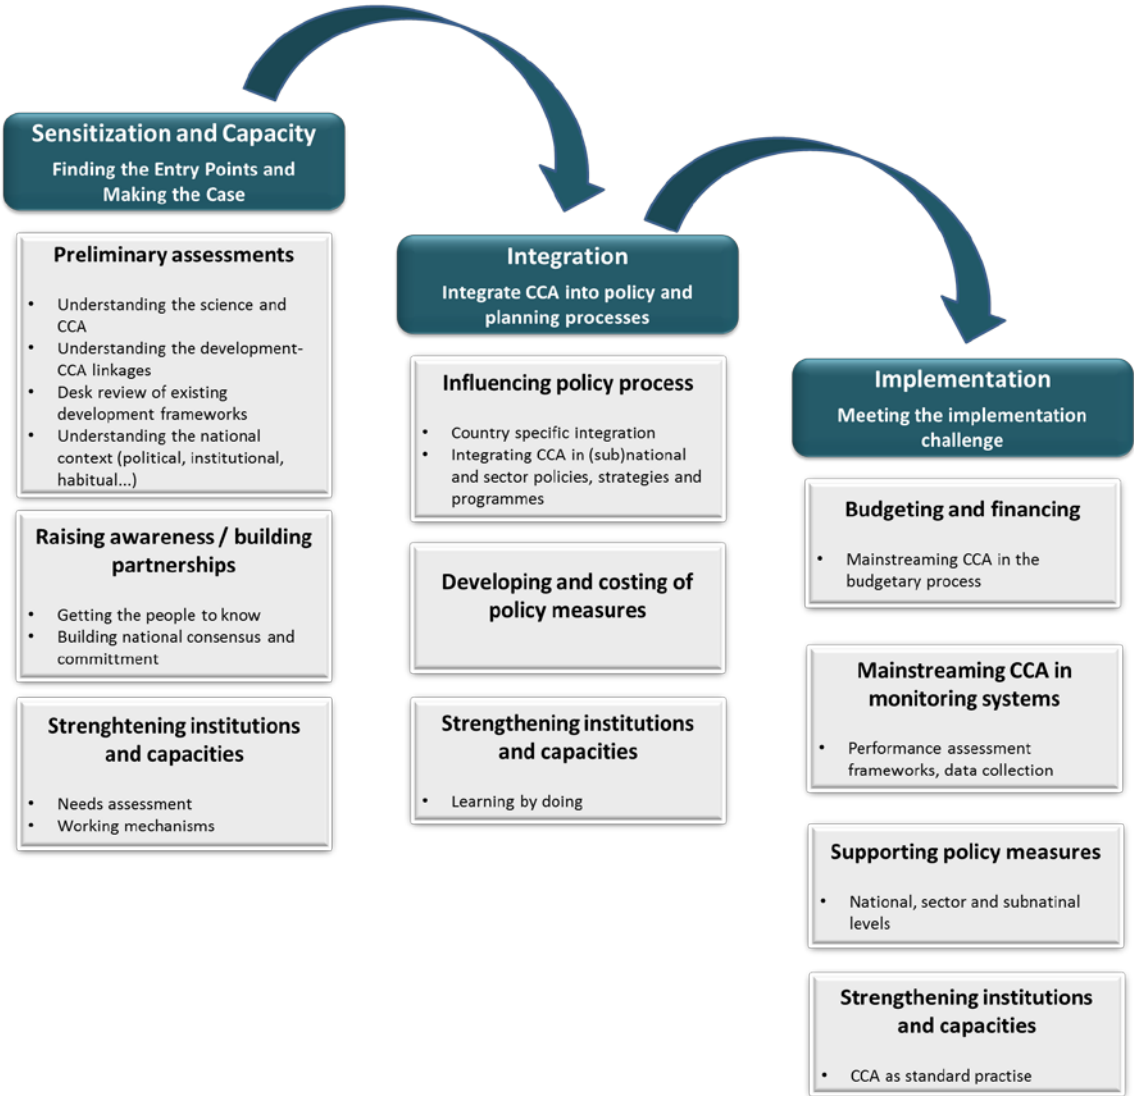 Sensitization and Capacity
Finding the Entry Points and
Making the Case
Preliminary assessments
• Understanding the science and
CCA
• Understanding the development-
CCA linkages
• Desk review of existing
development frameworks
• Understanding the national
context (political, institutional,
habitual...)
Raising awareness / building
partnerships
• Getting the people to know
• Building national consensus and
committment
Strenghtening institutions
and capacities
• Needs assessment
• Working mechanisms
Integration
Integrate CCA into policy and
planning processes
Influencing policy process
• Country specific integration
• Integrating CCA in (sub)national
and sector policies, strategies and
programmes
Developing and costing of
policy measures
Strengthening institutions
and capacities
• Learning by doing
Implementation
Meeting the implementation
challenge
Budgeting and financing
• Mainstreaming CCA in the
budgetary process
Mainstreaming CCA in
monitoring systems
• Performance assessment
frameworks, data collection
Supporting policy measures
• National, sector and subnatinal
levels
Strengthening institutions
and capacities
• CCA as standard practise